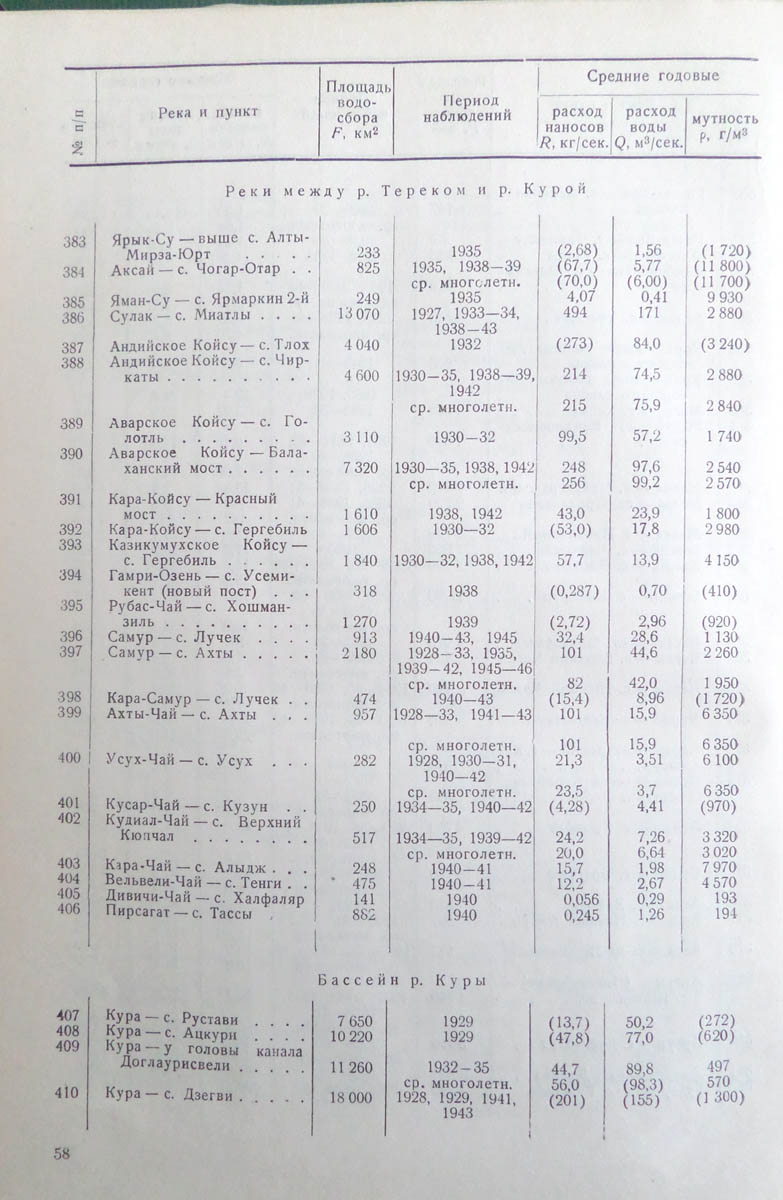 № п/п | Река и пункт | Площадь водо-сбора F, км² | Период наблюдений | Средние годовые
расход наносов R, кг/сек. | расход воды Q, м³/сек. | мутность ρ, г/м³
Реки между р. Тереком и р. Курой
383 Ярык-Су — выше с. Алты-
Мирза-Юрт . . . . . 233 1935 (2,68) 1,56 (1 720)
384 Аксай — с. Чогар-Отар . . 825 1935, 1938—39 (67,7) 5,77 (11 800)
ср. многолетн. (70,0) (6,00) (11 700)
385 Яман-Су — с. Ярмаркин 2-й 249 1935 4,07 0,41 9 930
386 Сулак — с. Миатлы . . . . 13 070 1927, 1933—34, 494 171 2 880
1938—43
387 Андийское Койсу — с. Тлох 4 040 1932 (273) 84,0 (3 240)
388 Андийское Койсу — с. Чир-
каты . . . . . . . . . . 4 600 1930—35, 1938—39, 214 74,5 2 880
1942
ср. многолетн. 215 75,9 2 840
389 Аварское Койсу — с. Го-
лотль . . . . . . . . . 3 110 1930—32 99,5 57,2 1 740
390 Аварское Койсу — Бала-
ханский мост . . . . . . 7 320 1930—35, 1938, 1942 248 97,6 2 540
ср. многолетн. 256 99,2 2 570
391 Кара-Койсу — Красный
мост . . . . . . . . . . 1 610 1938, 1942 43,0 23,9 1 800
392 Кара-Койсу — с. Гергебиль 1 606 1930—32 (53,0) 17,8 2 980
393 Казикумухское Койсу —
с. Гергебиль . . . . . . 1 840 1930—32, 1938, 1942 57,7 13,9 4 150
394 Гамри-Озень — с. Усеми-
кент (новый пост) . . . 318 1938 (0,287) 0,70 (410)
395 Рубас-Чай — с. Хошман-
зиль . . . . . . . . . . 1 270 1939 (2,72) 2,96 (920)
396 Самур — с. Лучек . . . . 913 1940—43, 1945 32,4 28,6 1 130
397 Самур — с. Ахты . . . . . 2 180 1928—33, 1935, 101 44,6 2 260
1939—42, 1945—46
ср. многолетн. 82 42,0 1 950
398 Кара-Самур — с. Лучек . . 474 1940—43 (15,4) 8,96 (1 720)
399 Ахты-Чай — с. Ахты . . . 957 1928—33, 1941—43 101 15,9 6 350
ср. многолетн. 101 15,9 6 350
400 Усух-Чай — с. Усух . . . 282 1928, 1930—31, 21,3 3,51 6 100
1940—42
ср. многолетн. 23,5 3,7 6 350
401 Кусар-Чай — с. Кузун . . 250 1934—35, 1940—42 (4,28) 4,41 (970)
402 Кудиал-Чай — с. Верхний
Кюпчал . . . . . . . . 517 1934—35, 1939—42 24,2 7,26 3 320
ср. многолетн. 20,0 6,64 3 020
403 Кара-Чай — с. Алыдж . . . 248 1940—41 15,7 1,98 7 970
404 Вельвели-Чай — с. Тенги . . 475 1940—41 12,2 2,67 4 570
405 Дивичи-Чай — с. Халфаляр 141 1940 0,056 0,29 193
406 Пирсагат — с. Тассы . 882 1940 0,245 1,26 194
Бассейн р. Куры
407 Кура — с. Рустави . . . . 7 650 1929 (13,7) 50,2 (272)
408 Кура — с. Ацкури . . . . 10 220 1929 (47,8) 77,0 (620)
409 Кура — у головы канала
Доглаурисвели . . . . . 11 260 1932—35 44,7 89,8 497
ср. многолетн. 56,0 (98,3) 570
410 Кура — с. Дзегви . . . . . 18 000 1928, 1929, 1941, (201) (155) (1 300)
1943
58